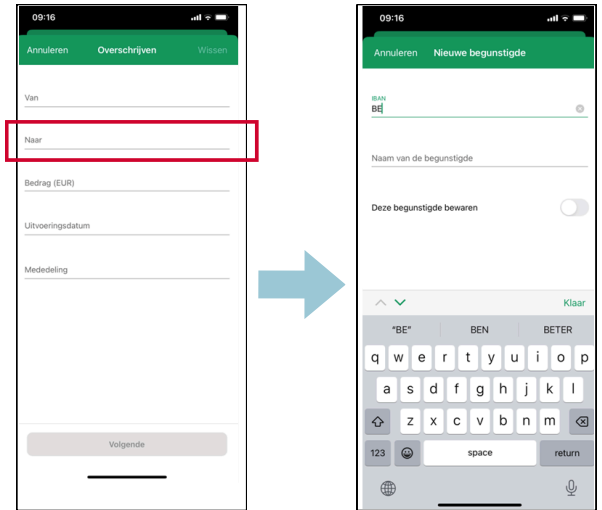 09:16
Annuleren Overschrijven Wissen
Van
Naar
Bedrag (EUR)
Uitvoeringsdatum
Mededeling
Volgende
09:16
Annuleren Nieuwe begunstigde
IBAN
BE
Naam van de begunstigde
Deze begunstigde bewaren
Klaar
"BE" BEN BETER
q w e r t y u i o p
a s d f g h j k l
z x c v b n m
123 space return